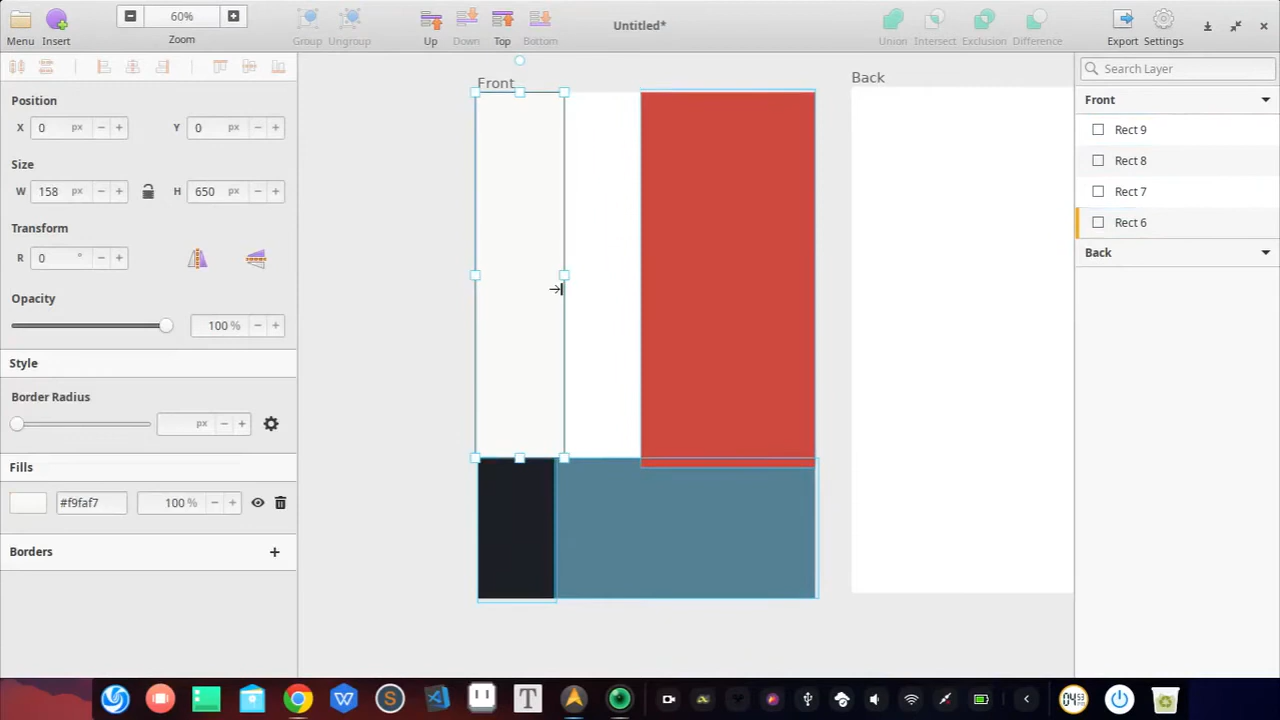 60%
Menu
Insert
Zoom
Group
Ungroup
Up
Down
Top
Bottom
Untitled*
Union
Intersect
Exclusion
Difference
Export
Settings
Position
X 0 px
Y 0 px
Size
W 158 px
H 650 px
Transform
R 0 °
Opacity
100 %
Style
Border Radius
px
Fills
#f9faf7
100 %
Borders
Front
Back
Search Layer
Front
Rect 9
Rect 8
Rect 7
Rect 6
Back